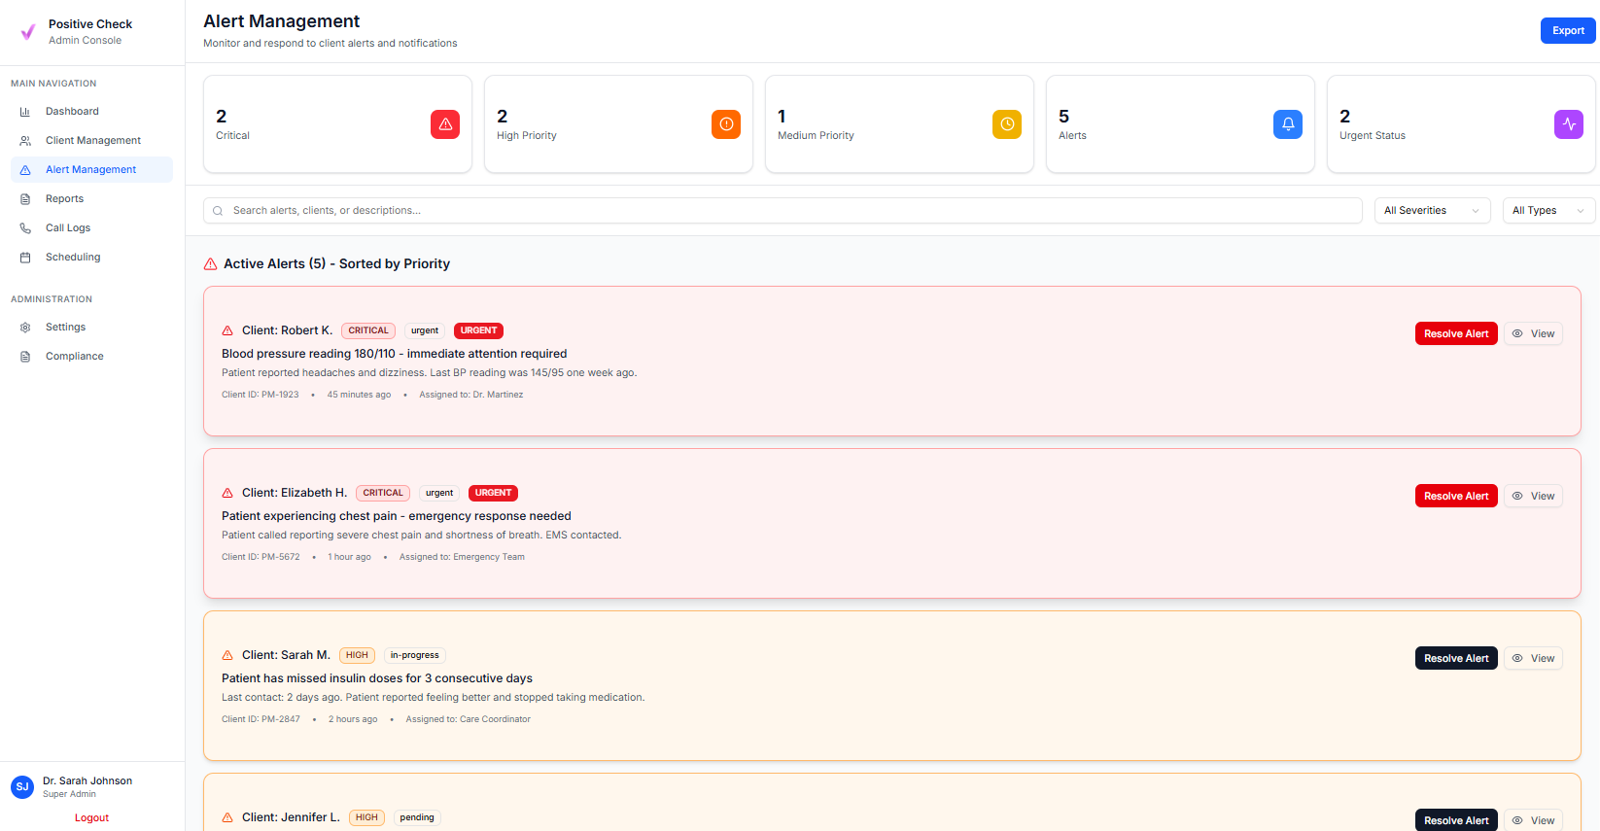 Positive Check
Admin Console
MAIN NAVIGATION
Dashboard
Client Management
Alert Management
Reports
Call Logs
Scheduling
ADMINISTRATION
Settings
Compliance
SJ
Dr. Sarah Johnson
Super Admin
Logout
Alert Management
Monitor and respond to client alerts and notifications
Export
2
Critical
2
High Priority
1
Medium Priority
5
Alerts
2
Urgent Status
Search alerts, clients, or descriptions...
All Severities
All Types
Active Alerts (5) - Sorted by Priority
Client: Robert K. CRITICAL urgent URGENT
Blood pressure reading 180/110 - immediate attention required
Patient reported headaches and dizziness. Last BP reading was 145/95 one week ago.
Client ID: PM-1923 • 45 minutes ago • Assigned to: Dr. Martinez
Resolve Alert View
Client: Elizabeth H. CRITICAL urgent URGENT
Patient experiencing chest pain - emergency response needed
Patient called reporting severe chest pain and shortness of breath. EMS contacted.
Client ID: PM-5672 • 1 hour ago • Assigned to: Emergency Team
Resolve Alert View
Client: Sarah M. HIGH in-progress
Patient has missed insulin doses for 3 consecutive days
Last contact: 2 days ago. Patient reported feeling better and stopped taking medication.
Client ID: PM-2847 • 2 hours ago • Assigned to: Care Coordinator
Resolve Alert View
Client: Jennifer L. HIGH pending
Resolve Alert View